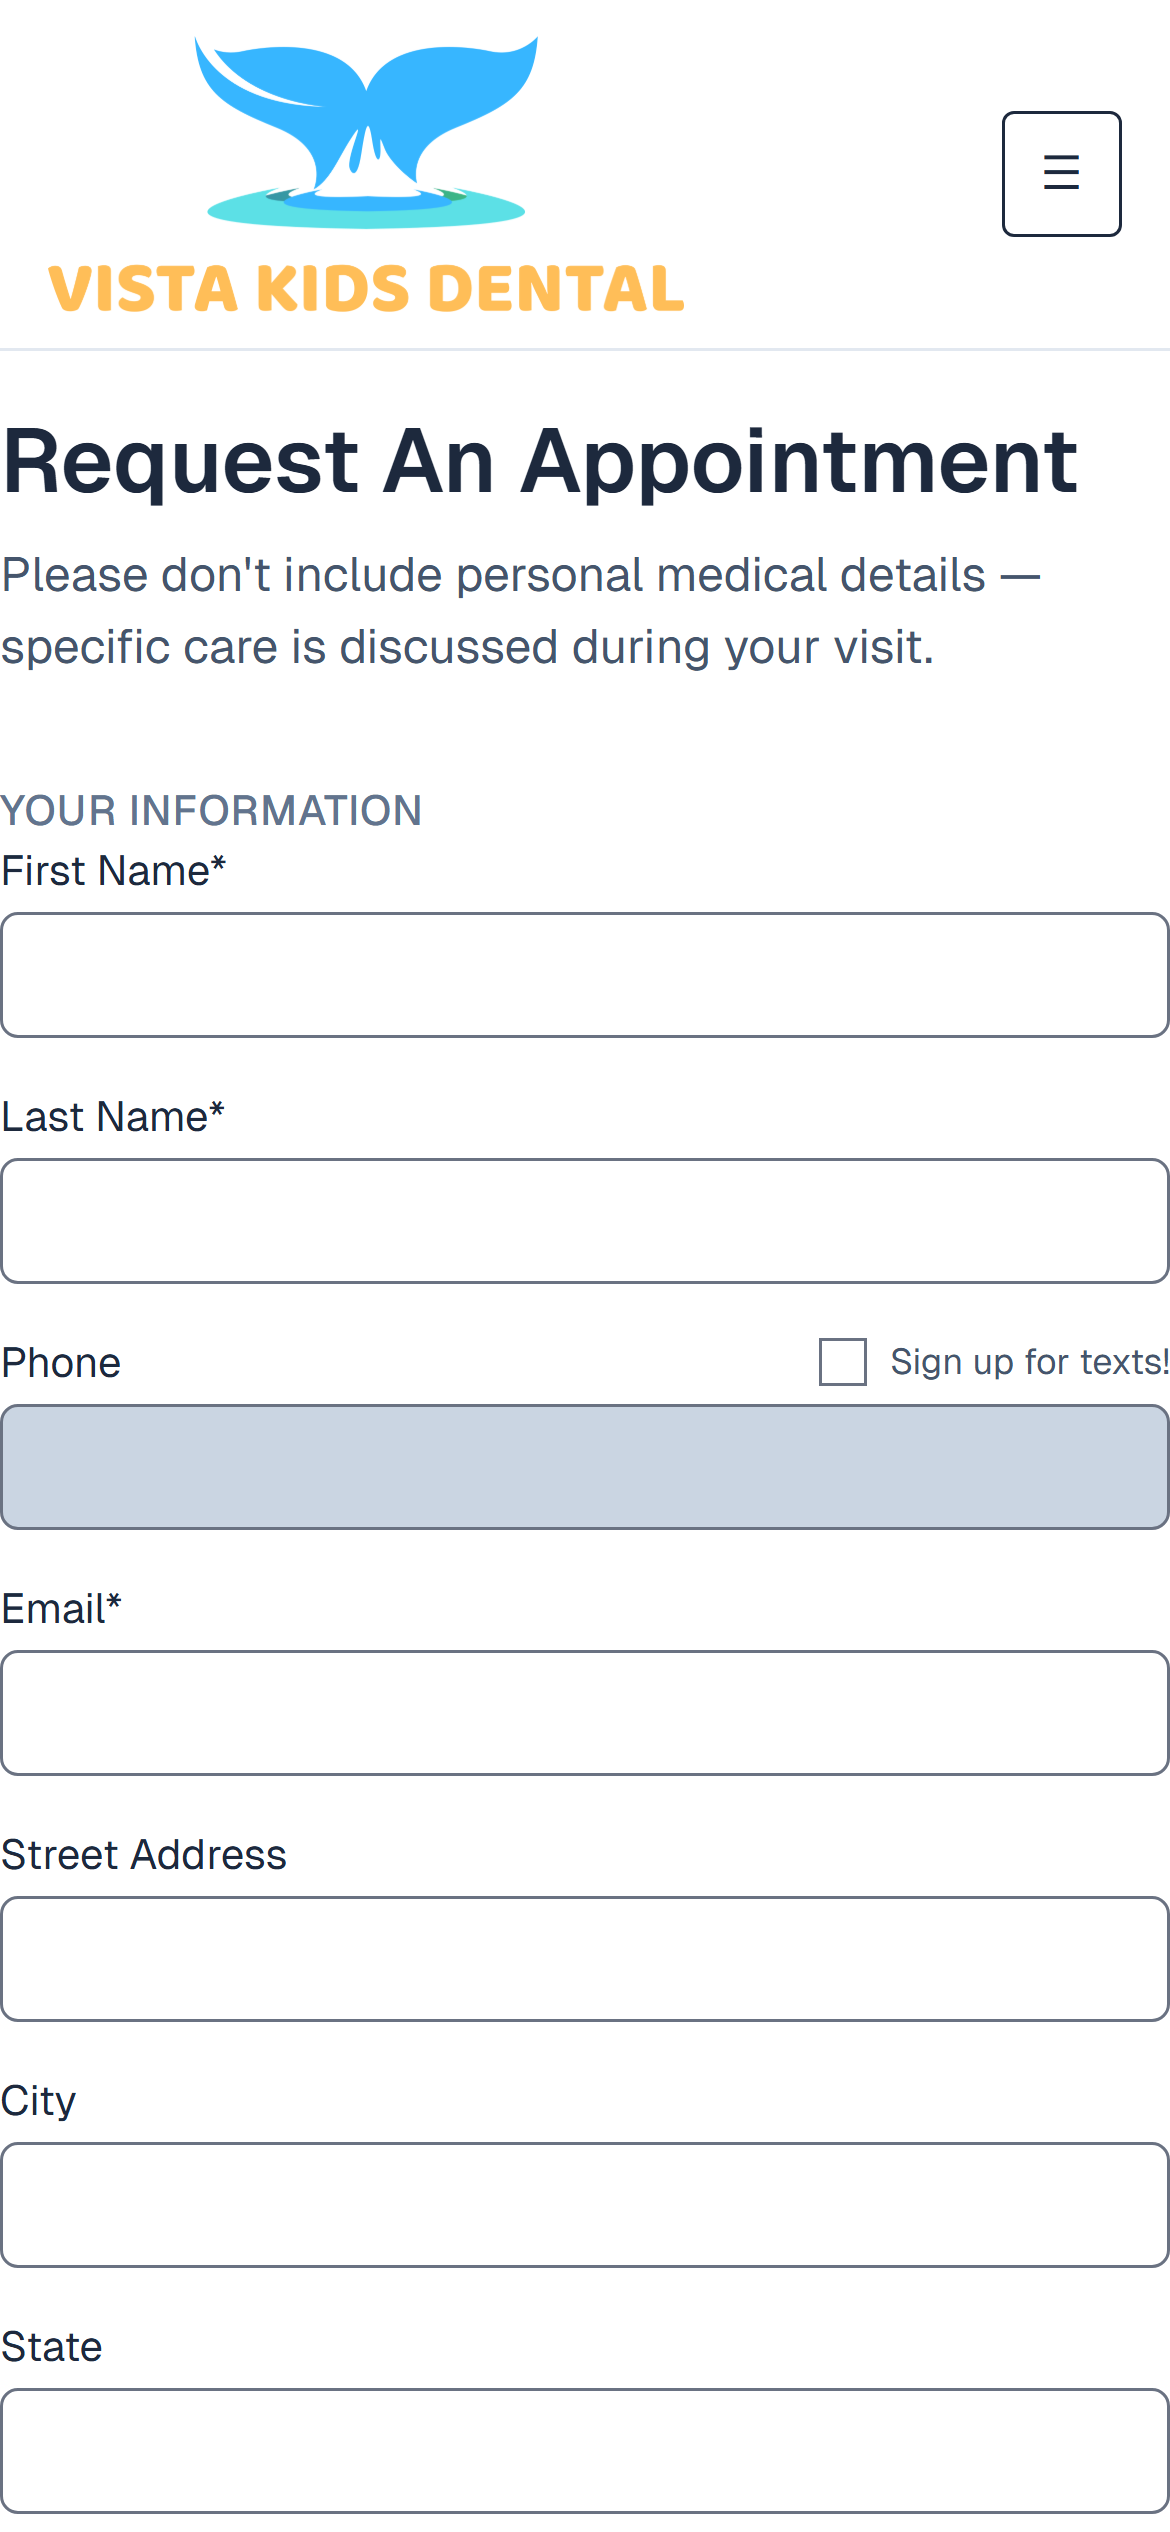 VISTA KIDS DENTAL
☰
Request An Appointment
Please don't include personal medical details —
specific care is discussed during your visit.
YOUR INFORMATION
First Name*
Last Name*
Phone
Sign up for texts!
Email*
Street Address
City
State